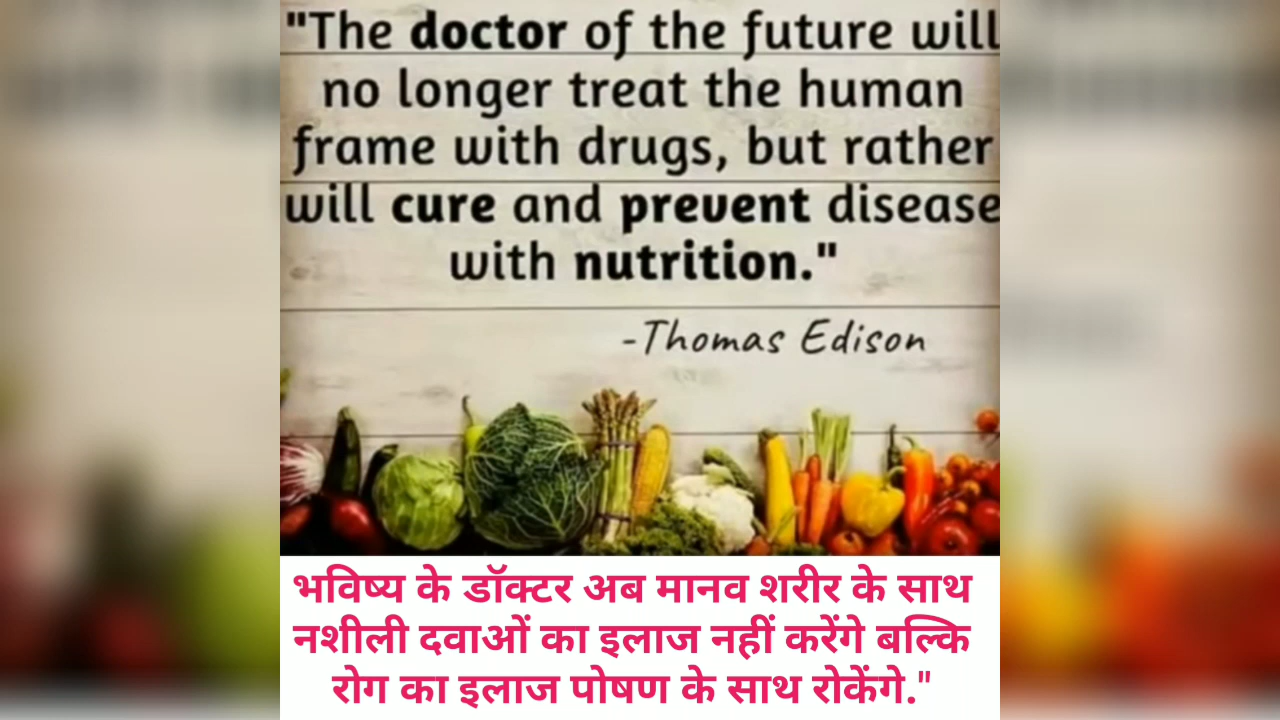 "The doctor of the future will
no longer treat the human
frame with drugs, but rather
will cure and prevent disease
with nutrition."
-Thomas Edison
भविष्य के डॉक्टर अब मानव शरीर के साथ
नशीली दवाओं का इलाज नहीं करेंगे बल्कि
रोग का इलाज पोषण के साथ रोकेंगे."